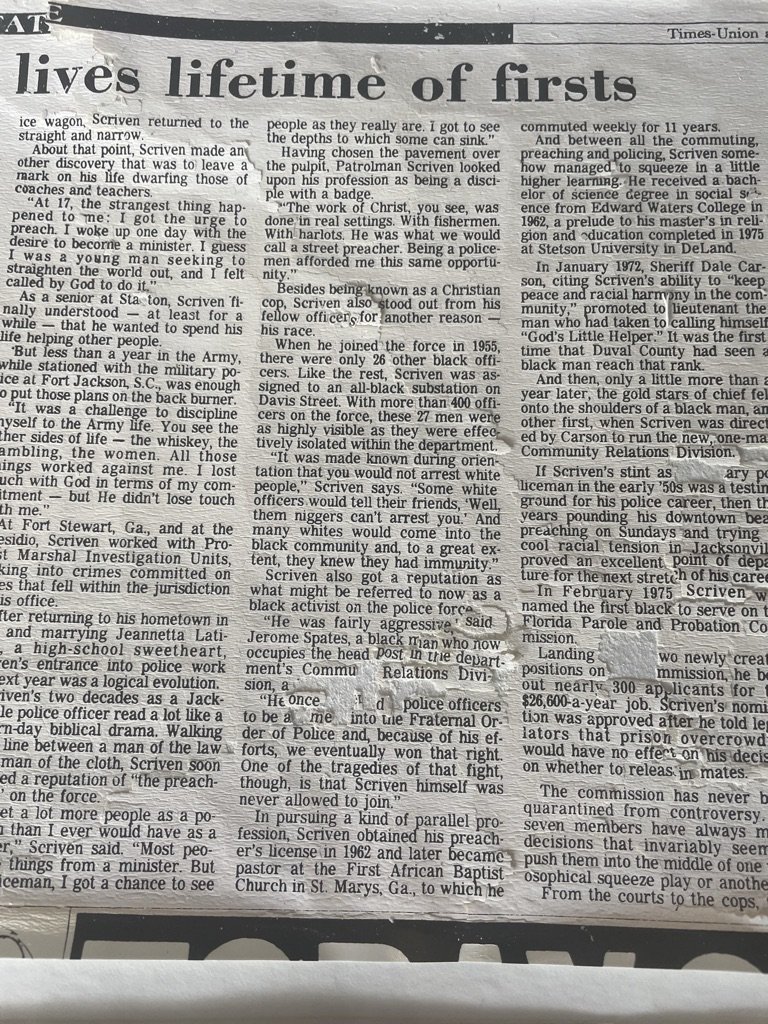 TATE
Times-Union
lives lifetime of firsts
ice wagon, Scriven returned to the
straight and narrow.
About that point, Scriven made an
other discovery that was to leave a
mark on his life dwarfing those of
coaches and teachers.
"At 17, the strangest thing hap-
pened to me: I got the urge to
preach. I woke up one day with the
desire to become a minister. I guess
I was a young man seeking to
straighten the world out, and I felt
called by God to do it."
As a senior at Sta ton, Scriven fi-
nally understood — at least for a
while — that he wanted to spend his
life helping other people.
But less than a year in the Army,
while stationed with the military po-
ice at Fort Jackson, S.C., was enough
o put those plans on the back burner.
"It was a challenge to discipline
myself to the Army life. You see the
ther sides of life — the whiskey, the
ambling, the women. All those
ings worked against me. I lost
uch with God in terms of my com-
itment — but He didn't lose touch
th me."
At Fort Stewart, Ga., and at the
esidio, Scriven worked with Pro-
st Marshal Investigation Units,
king into crimes committed on
es that fell within the jurisdiction
is office.
fter returning to his hometown in
and marrying Jeannetta Lati-
, a high-school sweetheart,
ren's entrance into police work
ext year was a logical evolution.
riven's two decades as a Jack-
le police officer read a lot like a
rn-day biblical drama. Walking
line between a man of the law
man of the cloth, Scriven soon
ed a reputation of "the preach-
" on the force.
et a lot more people as a po-
n than I ever would have as a
er," Scriven said. "Most peo-
things from a minister. But
iceman, I got a chance to see
people as they really are. I got to see
the depths to which some can sink."
Having chosen the pavement over
the pulpit, Patrolman Scriven looked
upon his profession as being a disci-
ple with a badge.
"The work of Christ, you see, was
done in real settings. With fishermen.
With harlots. He was what we would
call a street preacher. Being a police-
men afforded me this same opportu-
nity."
Besides being known as a Christian
cop, Scriven also stood out from his
fellow officers for another reason —
his race.
When he joined the force in 1955,
there were only 26 other black offi-
cers. Like the rest, Scriven was as-
signed to an all-black substation on
Davis Street. With more than 400 offi-
cers on the force, these 27 men were
as highly visible as they were effec-
tively isolated within the department.
"It was made known during orien-
tation that you would not arrest white
people," Scriven says. "Some white
officers would tell their friends, 'Well,
them niggers can't arrest you.' And
many whites would come into the
black community and, to a great ex-
tent, they knew they had immunity."
Scriven also got a reputation as
what might be referred to now as a
black activist on the police force.
"He was fairly aggressive," said
Jerome Spates, a black man who now
occupies the head post in the depart-
ment's Commu Relations Divi-
sion, a
"He once police officers
to be a me into the Fraternal Or-
der of Police and, because of his ef-
forts, we eventually won that right.
One of the tragedies of that fight,
though, is that Scriven himself was
never allowed to join."
In pursuing a kind of parallel pro-
fession, Scriven obtained his preach-
er's license in 1962 and later became
pastor at the First African Baptist
Church in St. Marys, Ga., to which he
commuted weekly for 11 years.
And between all the commuting,
preaching and policing, Scriven some-
how managed to squeeze in a little
higher learning. He received a bach-
elor of science degree in social s
ence from Edward Waters College in
1962, a prelude to his master's in reli-
gion and education completed in 1975
at Stetson University in DeLand.
In January 1972, Sheriff Dale Car-
son, citing Scriven's ability to "keep
peace and racial harmony in the com-
munity," promoted to lieutenant the
man who had taken to calling himself
"God's Little Helper." It was the first
time that Duval County had seen a
black man reach that rank.
And then, only a little more than a
year later, the gold stars of chief fel
onto the shoulders of a black man, an
other first, when Scriven was direct
ed by Carson to run the new, one-ma
Community Relations Division.
If Scriven's stint as ary po
liceman in the early '50s was a testin
ground for his police career, then th
years pounding his downtown bea
preaching on Sundays and trying
cool racial tension in Jacksonvil
proved an excellent point of depa
ture for the next stretch of his caree
In February 1975 Scriven w
named the first black to serve on t
Florida Parole and Probation Co
mission.
Landing wo newly creat
positions on mmission, he be
out nearly 300 applicants for t
$26,600-a-year job. Scriven's nomi
tion was approved after he told leg
lators that prison overcrowd
would have no effect on his decis
on whether to releas in mates.
The commission has never b
quarantined from controversy.
seven members have always m
decisions that invariably seem
push them into the middle of one
osophical squeeze play or anothe
From the courts to the cops,